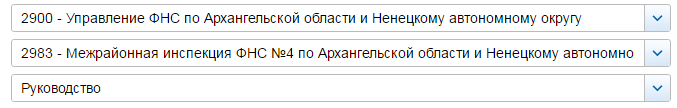 2900 - Управление ФНС по Архангельской области и Ненецкому автономному округу
2983 - Межрайонная инспекция ФНС №4 по Архангельской области и Ненецкому автономно
Руководство